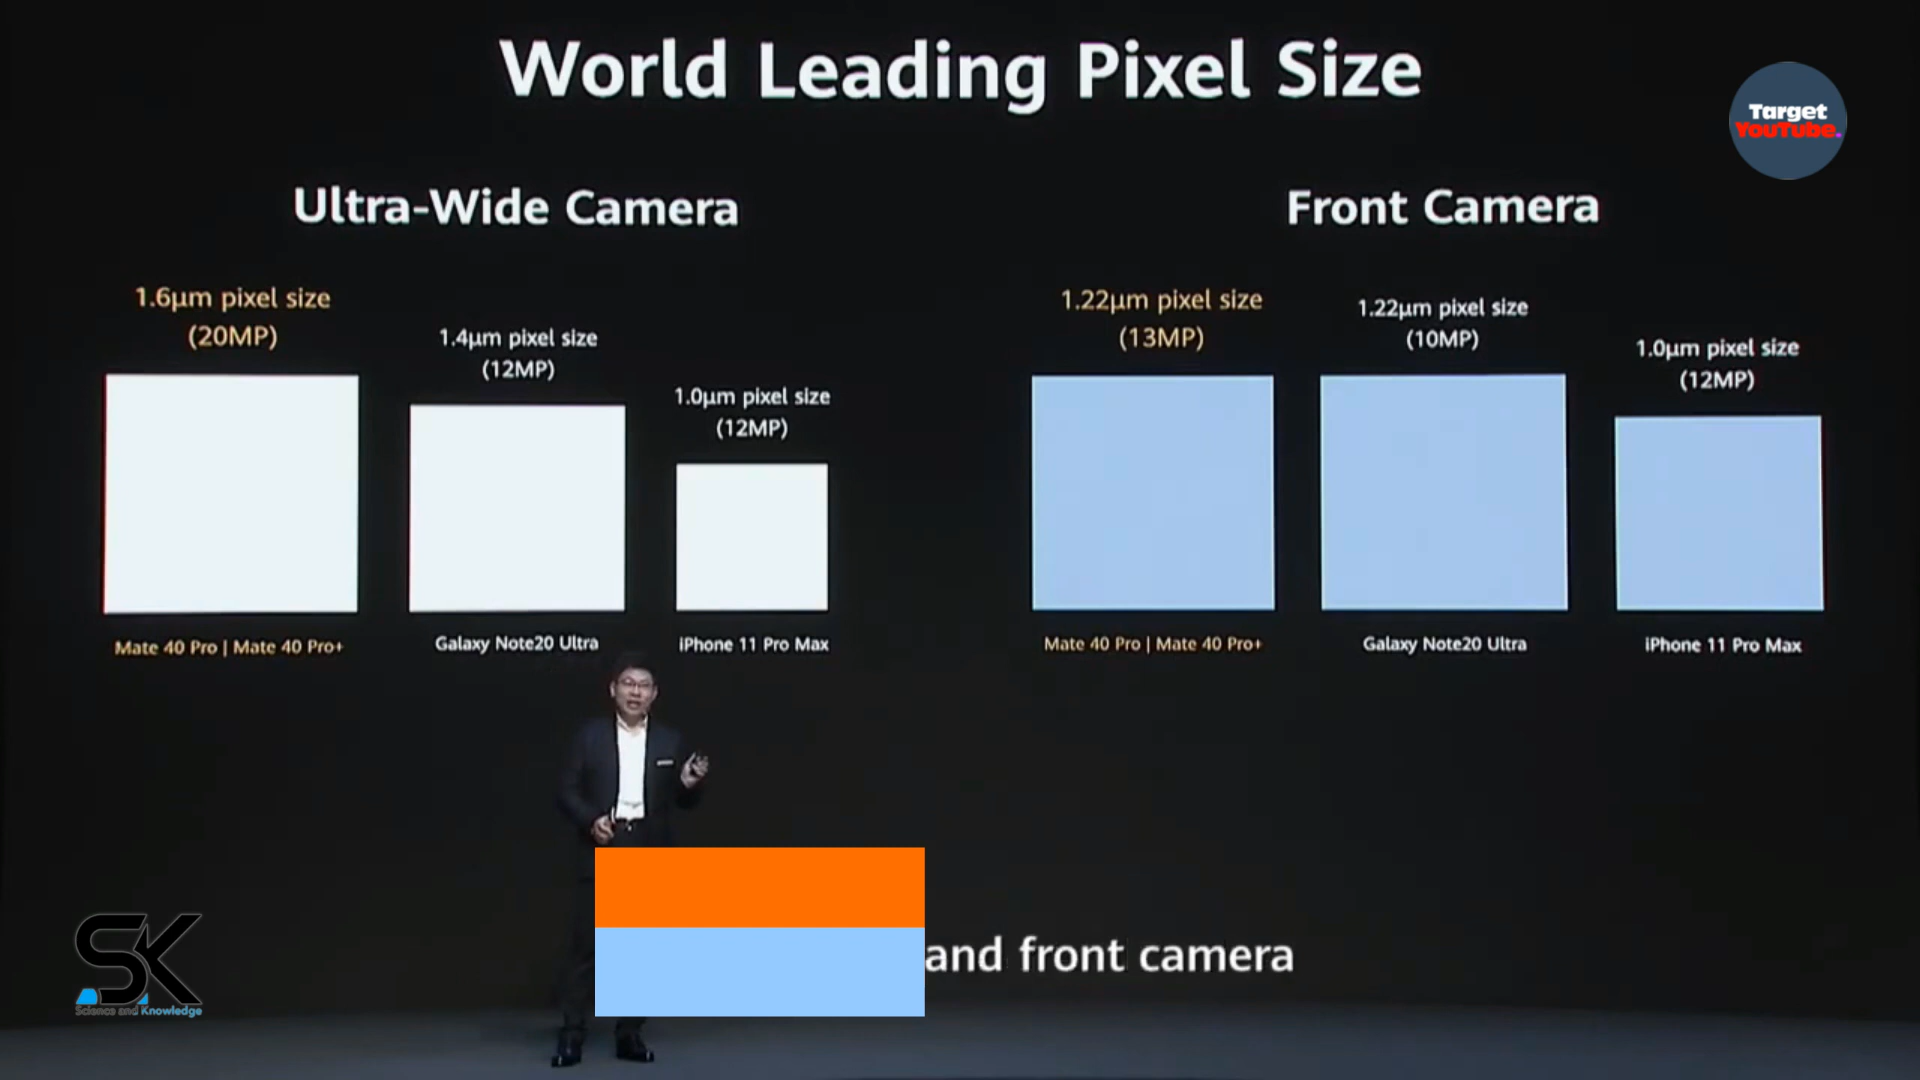 World Leading Pixel Size
Target
YouTube.
Ultra-Wide Camera
Front Camera
1.6μm pixel size
(20MP)
1.4μm pixel size
(12MP)
1.0μm pixel size
(12MP)
1.22μm pixel size
(13MP)
1.22μm pixel size
(10MP)
1.0μm pixel size
(12MP)
Mate 40 Pro | Mate 40 Pro+
Galaxy Note20 Ultra
iPhone 11 Pro Max
Mate 40 Pro | Mate 40 Pro+
Galaxy Note20 Ultra
iPhone 11 Pro Max
and front camera
SK
Science and Knowledge